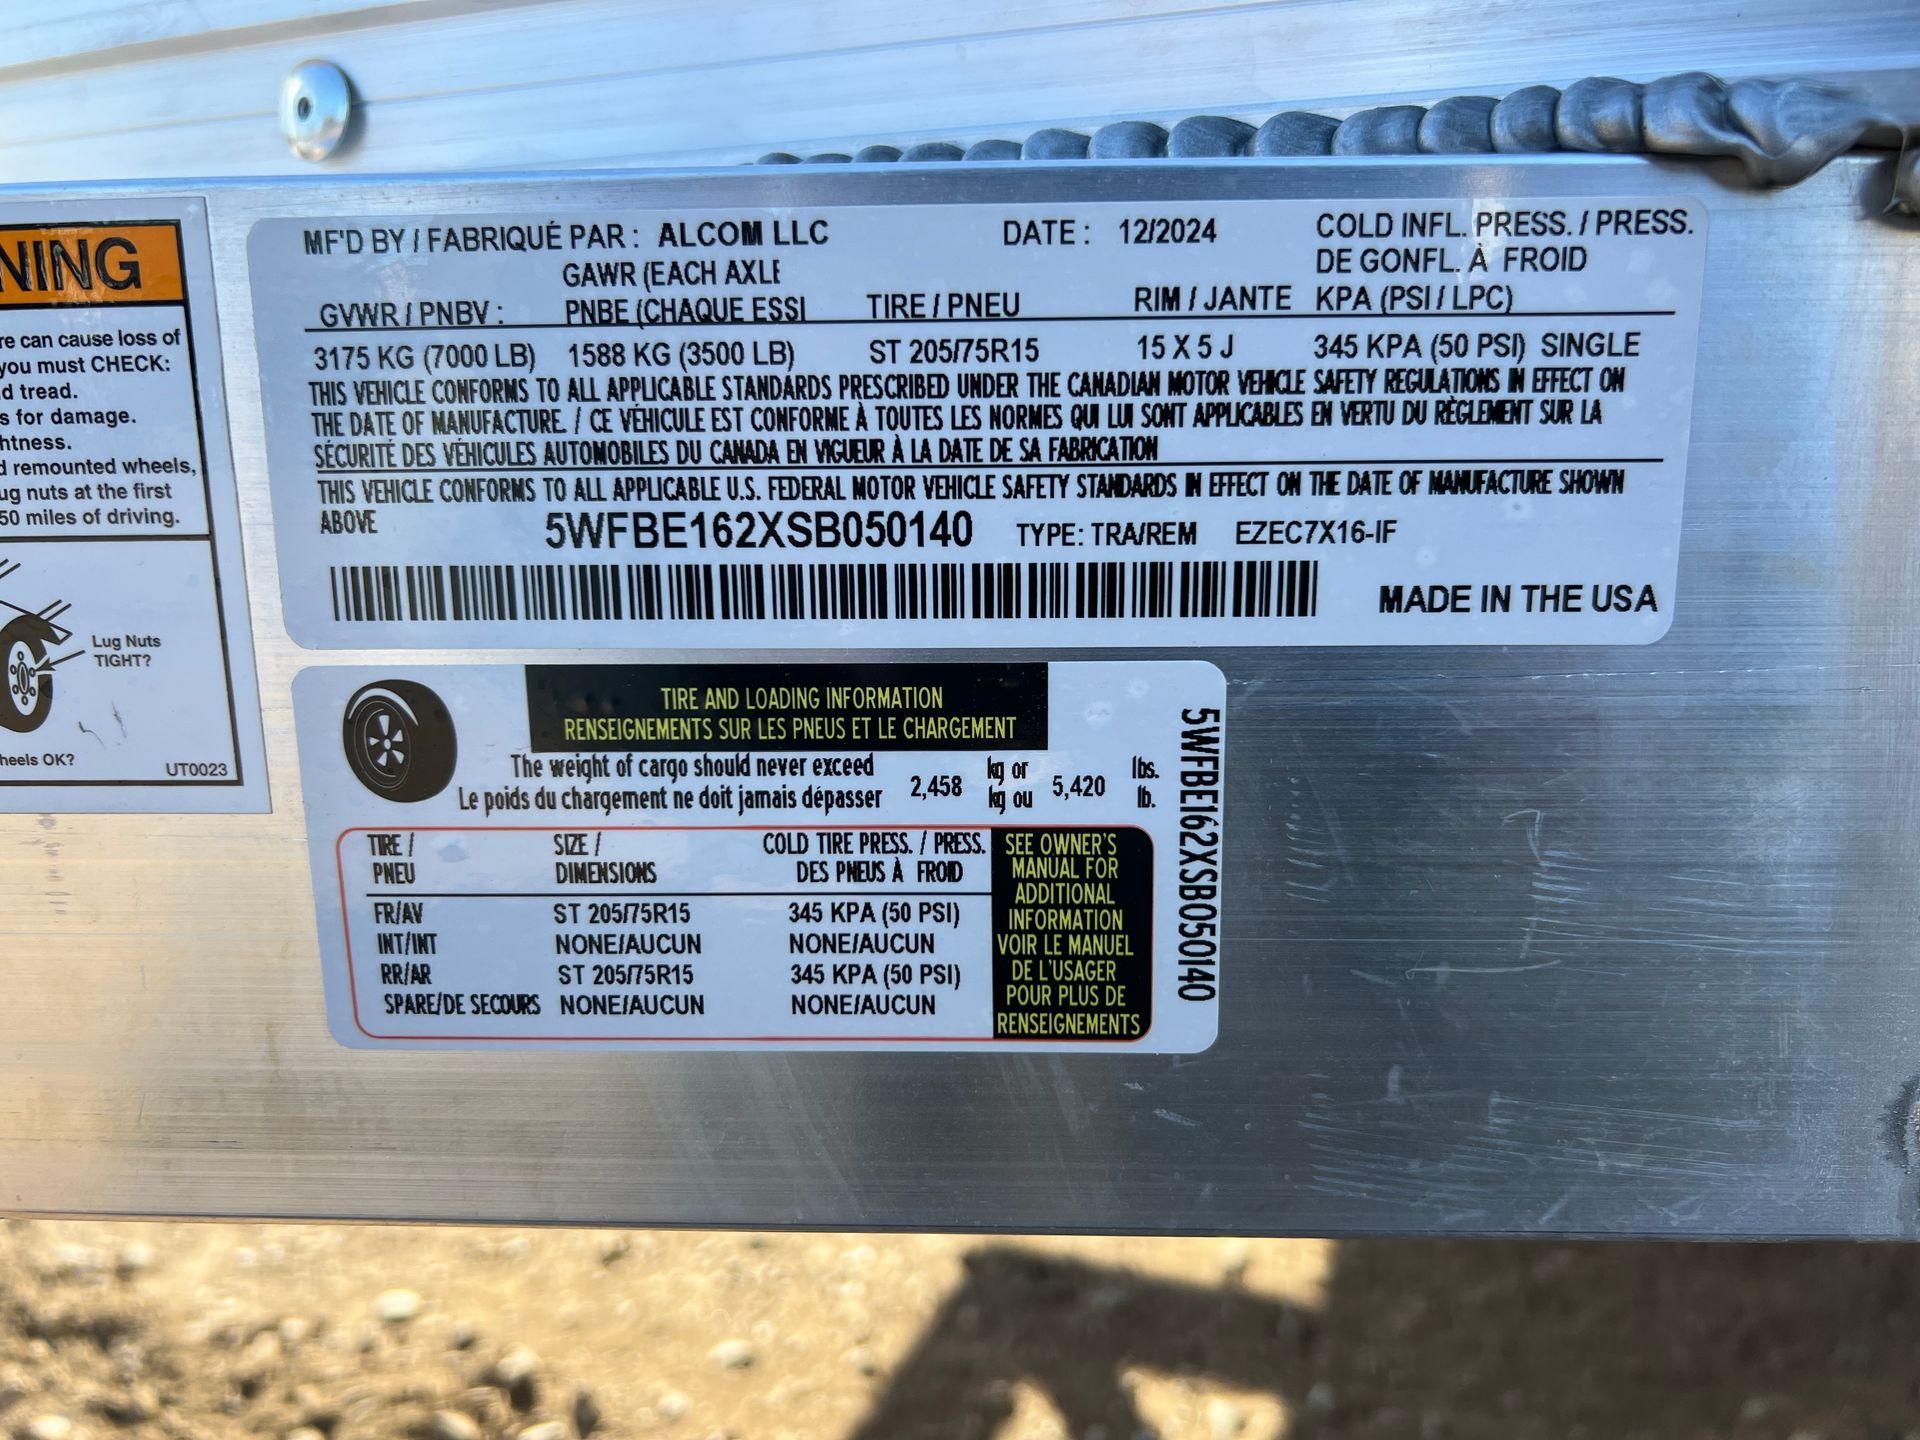 NING
re can cause loss of
you must CHECK:
d tread.
s for damage.
htness.
d remounted wheels,
ug nuts at the first
50 miles of driving.
Lug Nuts
TIGHT?
heels OK?
UT0023
MF'D BY / FABRIQUÉ PAR : ALCOM LLC DATE : 12/2024 COLD INFL. PRESS. / PRESS.
GAWR (EACH AXLE DE GONFL. À FROID
GVWR / PNBV : PNBE (CHAQUE ESSI TIRE / PNEU RIM / JANTE KPA (PSI / LPC)
3175 KG (7000 LB) 1588 KG (3500 LB) ST 205/75R15 15 X 5 J 345 KPA (50 PSI) SINGLE
THIS VEHICLE CONFORMS TO ALL APPLICABLE STANDARDS PRESCRIBED UNDER THE CANADIAN MOTOR VEHICLE SAFETY REGULATIONS IN EFFECT ON
THE DATE OF MANUFACTURE. / CE VÉHICULE EST CONFORME À TOUTES LES NORMES QUI LUI SONT APPLICABLES EN VERTU DU RÈGLEMENT SUR LA
SÉCURITÉ DES VÉHICULES AUTOMOBILES DU CANADA EN VIGUEUR À LA DATE DE SA FABRICATION
THIS VEHICLE CONFORMS TO ALL APPLICABLE U.S. FEDERAL MOTOR VEHICLE SAFETY STANDARDS IN EFFECT ON THE DATE OF MANUFACTURE SHOWN
ABOVE 5WFBE162XSB050140 TYPE: TRA/REM EZEC7X16-IF
MADE IN THE USA
TIRE AND LOADING INFORMATION
RENSEIGNEMENTS SUR LES PNEUS ET LE CHARGEMENT
The weight of cargo should never exceed 2,458 kg or 5,420 lbs.
Le poids du chargement ne doit jamais dépasser kg ou lb.
TIRE / SIZE / COLD TIRE PRESS. / PRESS.
PNEU DIMENSIONS DES PNEUS À FROID
FR/AV ST 205/75R15 345 KPA (50 PSI)
INT/INT NONE/AUCUN NONE/AUCUN
RR/AR ST 205/75R15 345 KPA (50 PSI)
SPARE/DE SECOURS NONE/AUCUN NONE/AUCUN
SEE OWNER'S
MANUAL FOR
ADDITIONAL
INFORMATION
VOIR LE MANUEL
DE L'USAGER
POUR PLUS DE
RENSEIGNEMENTS
5WFBE162XSB050140